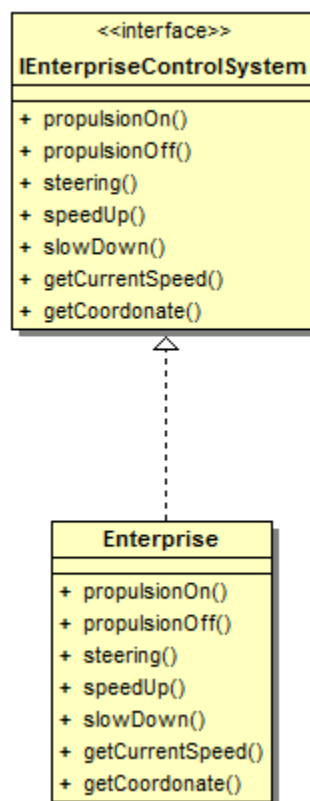 <<interface>>
IEnterpriseControlSystem
+ propulsionOn()
+ propulsionOff()
+ steering()
+ speedUp()
+ slowDown()
+ getCurrentSpeed()
+ getCoordonate()
Enterprise
+ propulsionOn()
+ propulsionOff()
+ steering()
+ speedUp()
+ slowDown()
+ getCurrentSpeed()
+ getCoordonate()